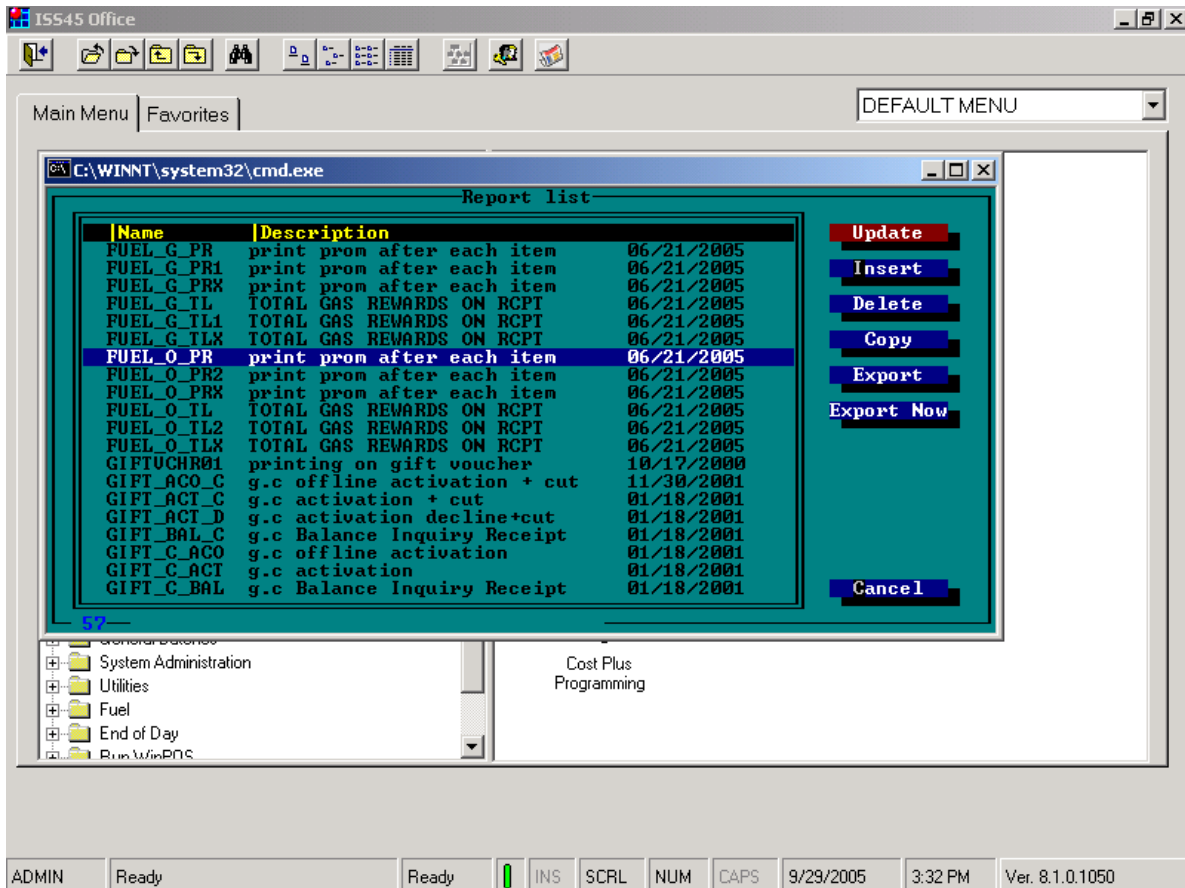 ISS45 Office
Main Menu
Favorites
DEFAULT MENU
C:\WINNT\system32\cmd.exe
Report list
|Name |Description
FUEL_G_PR print prom after each item 06/21/2005
FUEL_G_PR1 print prom after each item 06/21/2005
FUEL_G_PRX print prom after each item 06/21/2005
FUEL_G_TL TOTAL GAS REWARDS ON RCPT 06/21/2005
FUEL_G_TL1 TOTAL GAS REWARDS ON RCPT 06/21/2005
FUEL_G_TLX TOTAL GAS REWARDS ON RCPT 06/21/2005
FUEL_O_PR print prom after each item 06/21/2005
FUEL_O_PR2 print prom after each item 06/21/2005
FUEL_O_PRX print prom after each item 06/21/2005
FUEL_O_TL TOTAL GAS REWARDS ON RCPT 06/21/2005
FUEL_O_TL2 TOTAL GAS REWARDS ON RCPT 06/21/2005
FUEL_O_TLX TOTAL GAS REWARDS ON RCPT 06/21/2005
GIFTVCHR01 printing on gift voucher 10/17/2000
GIFT_ACO_C g.c offline activation + cut 11/30/2001
GIFT_ACT_C g.c activation + cut 01/18/2001
GIFT_ACT_D g.c activation decline+cut 01/18/2001
GIFT_BAL_C g.c Balance Inquiry Receipt 01/18/2001
GIFT_C_ACO g.c offline activation 01/18/2001
GIFT_C_ACT g.c activation 01/18/2001
GIFT_C_BAL g.c Balance Inquiry Receipt 01/18/2001
57
Update
Insert
Delete
Copy
Export
Export Now
Cancel
General Batches
System Administration
Utilities
Fuel
End of Day
Run WinPOS
Cost Plus
Programming
ADMIN Ready Ready INS SCRL NUM CAPS 9/29/2005 3:32 PM Ver. 8.1.0.1050